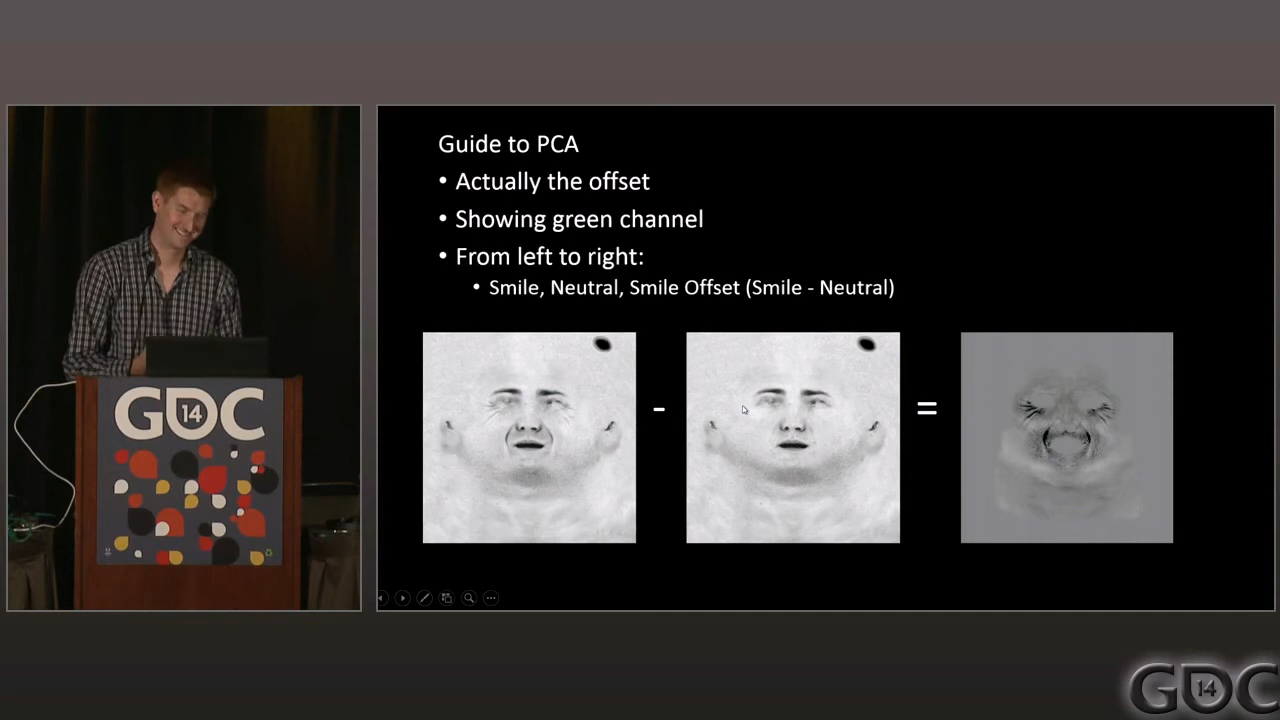 Guide to PCA
• Actually the offset
• Showing green channel
• From left to right:
• Smile, Neutral, Smile Offset (Smile - Neutral)
- =
GDC 14
GDC 14